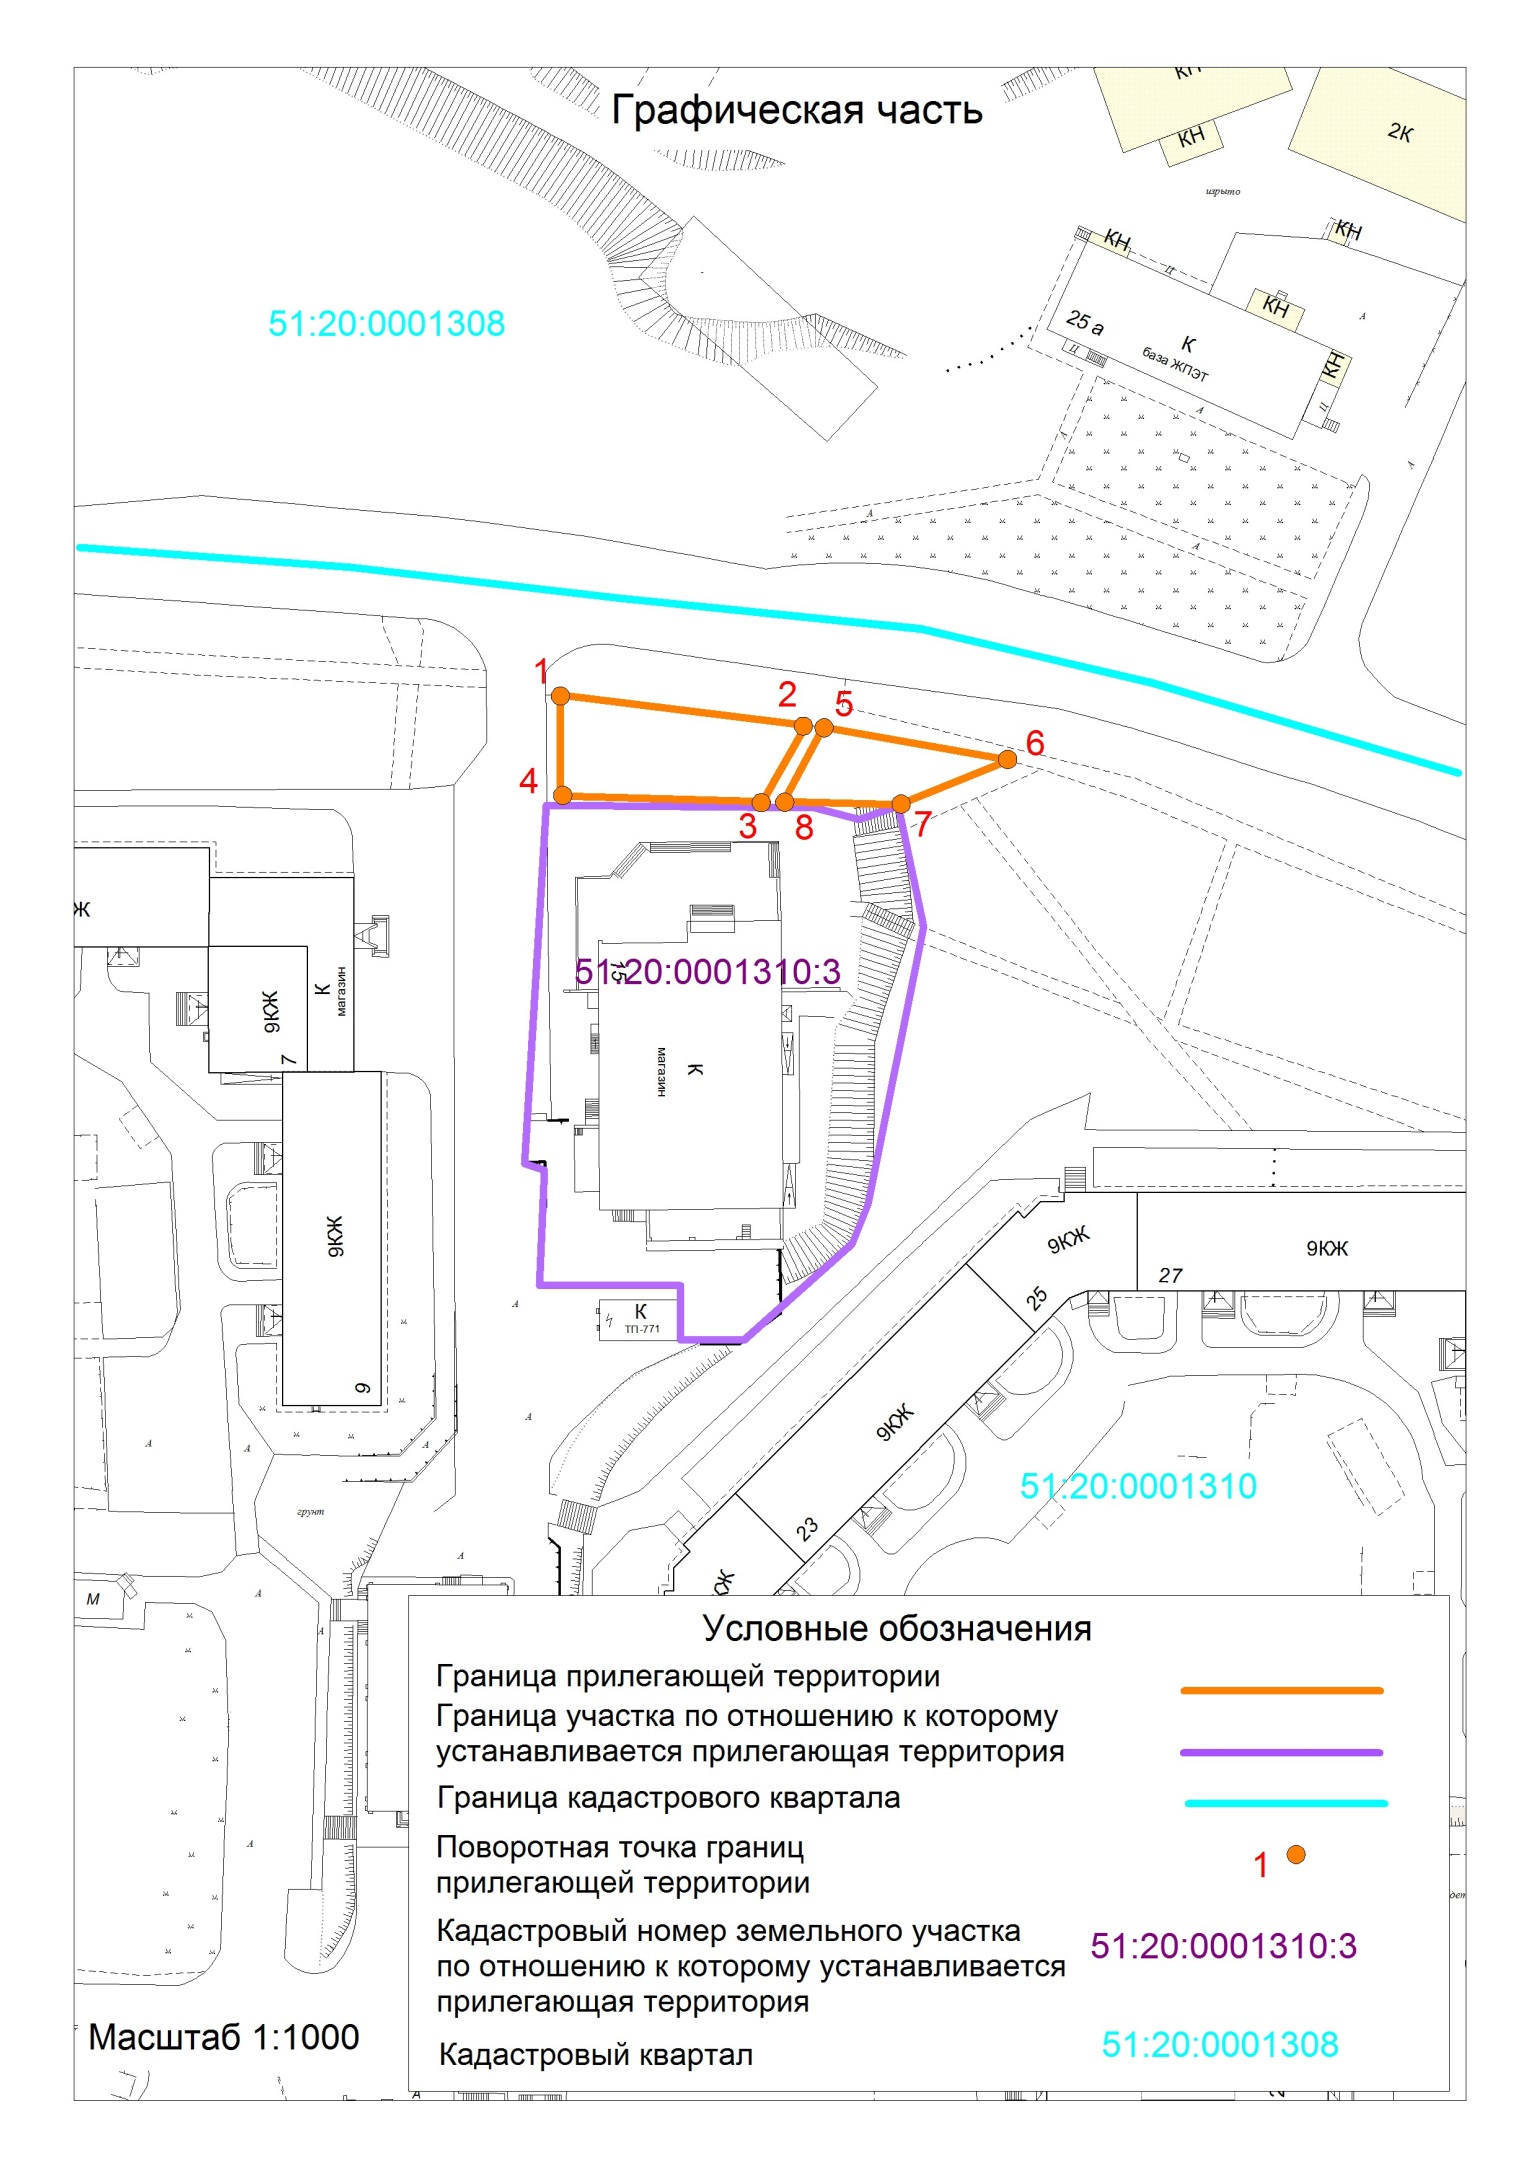 Графическая часть
КН
КН
2К
изрыто
КН
КН
Ц
КН
25 а
К
база ЖПЭТ
Ц
КН
Ц
А
А
А
А
А
А
51:20:0001308
1
2
5
6
4
3
8
7
Ж
К
магазин
9КЖ
7
51:20:0001310:3
15
К
магазин
9КЖ
9
К
ТП-771
А
А
9КЖ
9КЖ
25
27
9КЖ
23
51:20:0001310
А
А
А
грунт
А
А
М
А
А
Условные обозначения
Граница прилегающей территории
Граница участка по отношению к которому
устанавливается прилегающая территория
Граница кадастрового квартала
Поворотная точка границ
прилегающей территории
1
Кадастровый номер земельного участка
по отношению к которому устанавливается
прилегающая территория
51:20:0001310:3
Кадастровый квартал
51:20:0001308
Масштаб 1:1000